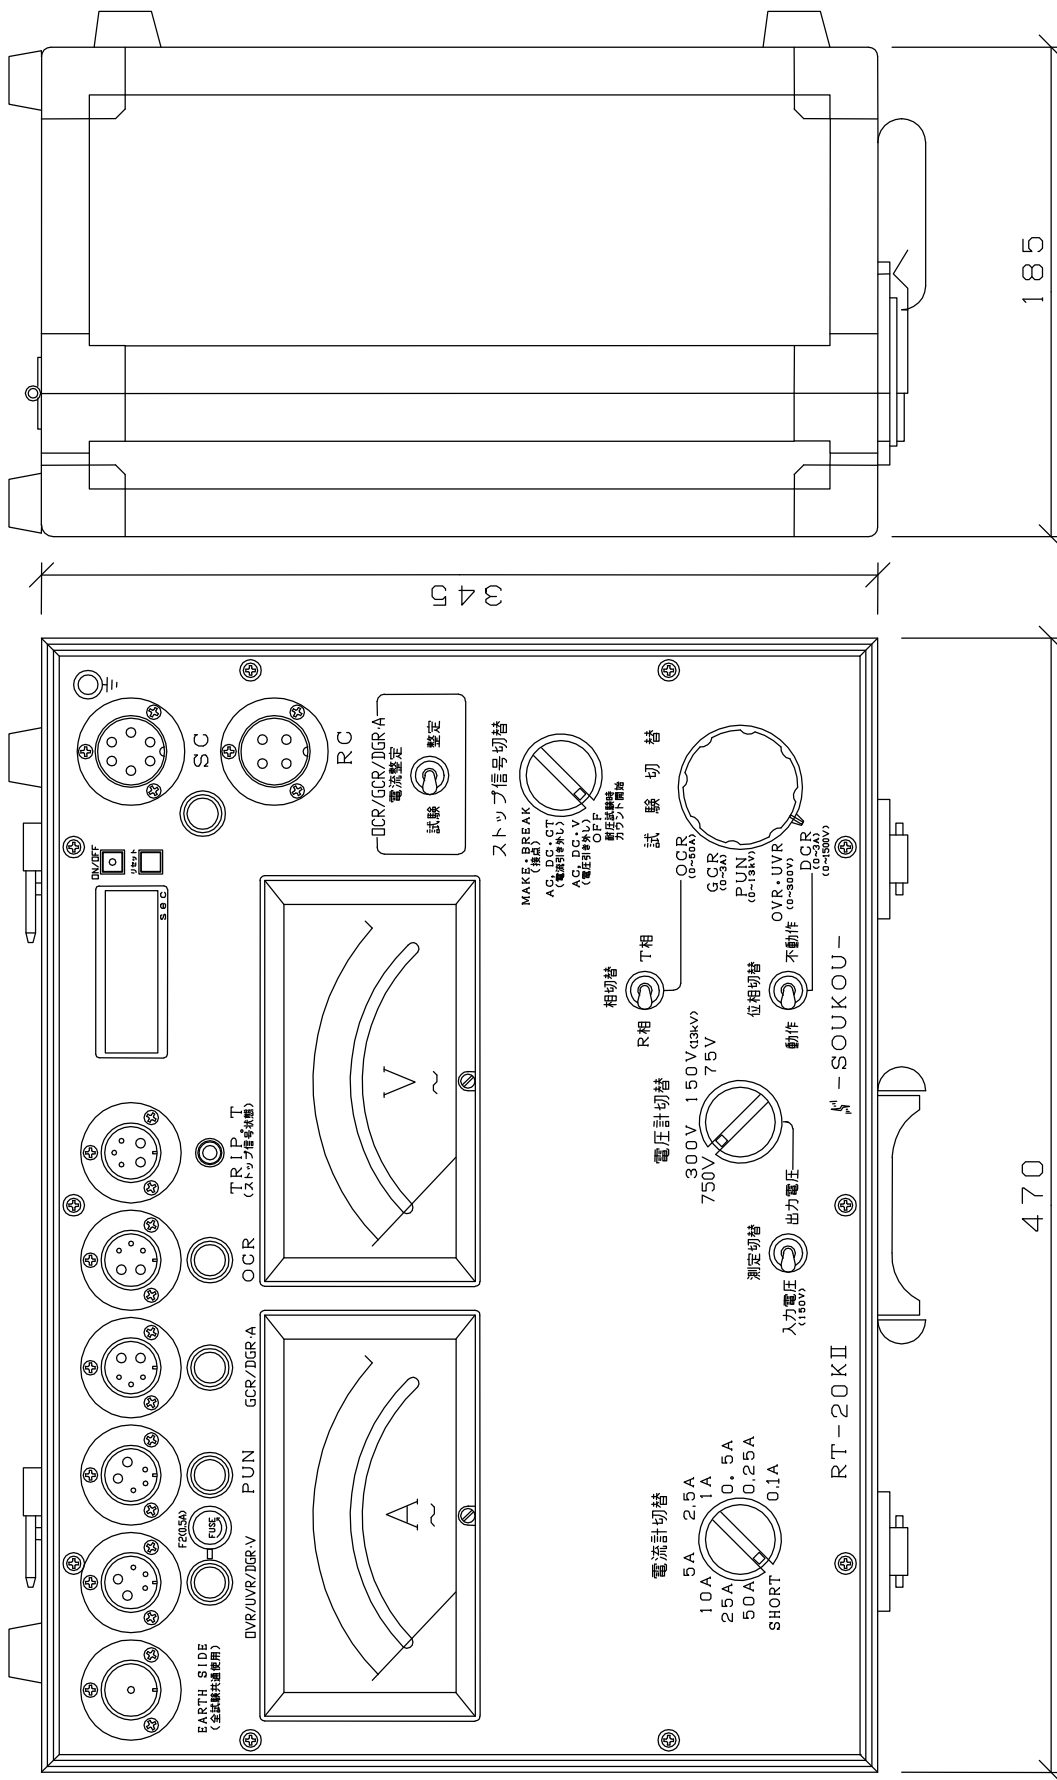 185
345
470
EARTH SIDE
(全試験共通使用)
OVR/UVR/DGR·V
F2(0.5A)
FUSE
PUN
GCR/DGR·A
OCR
TRIP. T
(ストップ信号状態)
sec
ON/OFF
リセット
SC
RC
A
~
V
~
OCR/GCR/DGR·A
電流整定
試験
整定
ストップ信号切替
MAKE・BREAK
(接点)
AC, DC・CT
(電流引き外し)
AC, DC・V
(電圧引き外し)
OFF
耐圧試験時
カウント開始
電流計切替
SHORT
50A
25A
10A
5A
2.5A
1A
0.5A
0.25A
0.1A
電圧計切替
750V
300V
150V(13kV)
75V
測定切替
入力電圧
(150V)
出力電圧
相切替
R相
T相
位相切替
動作
不動作
試験切替
OCR
(0~50A)
GCR
(0~3A)
PUN
(0~13kV)
OVR・UVR
(0~300V)
DCR
(0~3A)
(0~1500V)
RT-20KⅡ
-SOUKOU-